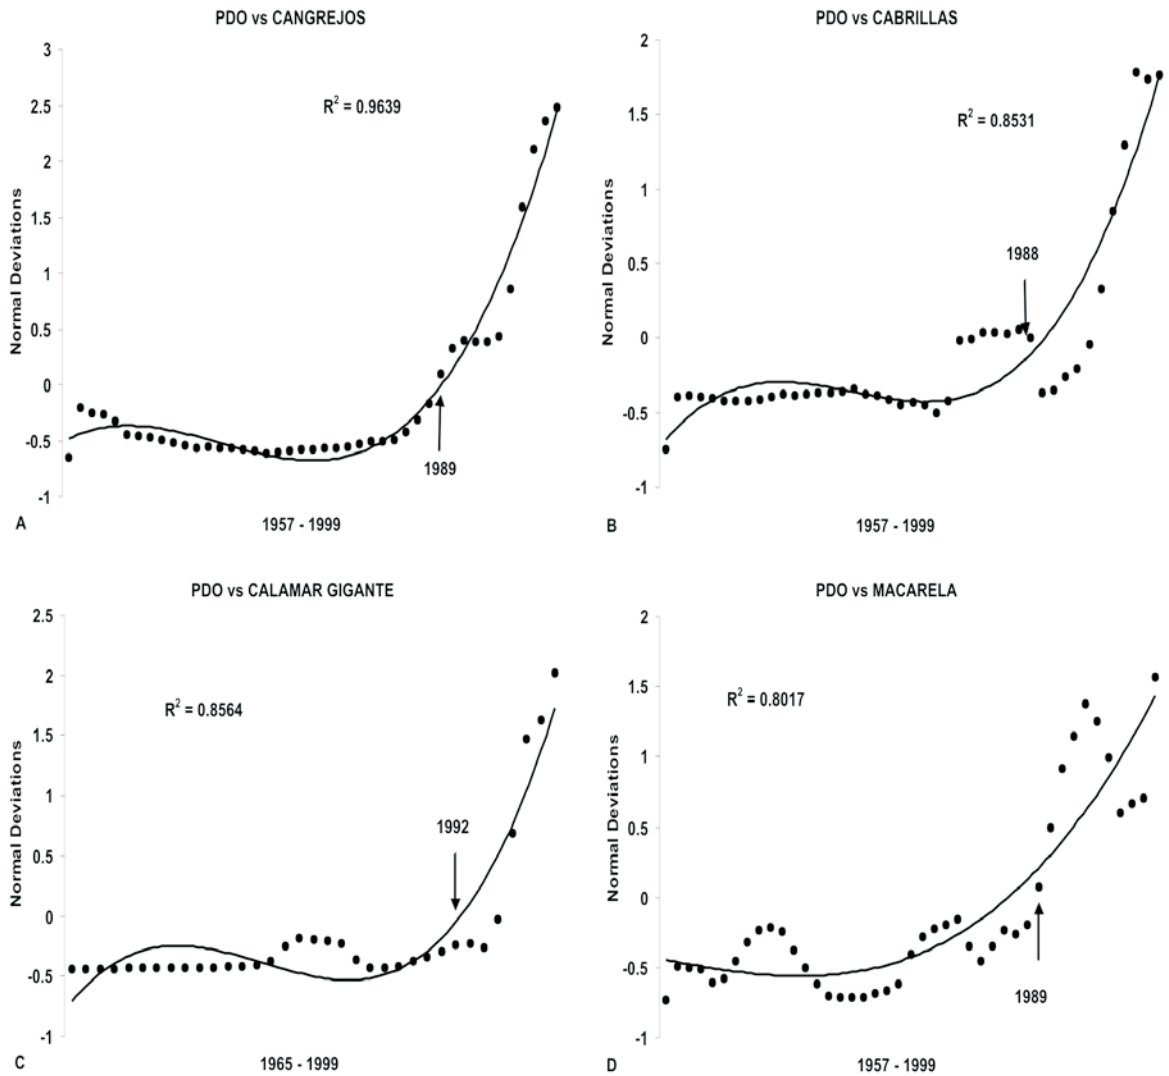 PDO vs CANGREJOS
3
2.5
2
1.5
1
0.5
0
-0.5
-1
Normal Deviations
R² = 0.9639
1989
A
1957 - 1999
PDO vs CABRILLAS
2
1.5
1
0.5
0
-0.5
-1
Normal Deviations
R² = 0.8531
1988
B
1957 - 1999
PDO vs CALAMAR GIGANTE
2.5
2
1.5
1
0.5
0
-0.5
-1
Normal Deviations
R² = 0.8564
1992
C
1965 - 1999
PDO vs MACARELA
2
1.5
1
0.5
0
-0.5
-1
Normal Deviations
R² = 0.8017
1989
D
1957 - 1999